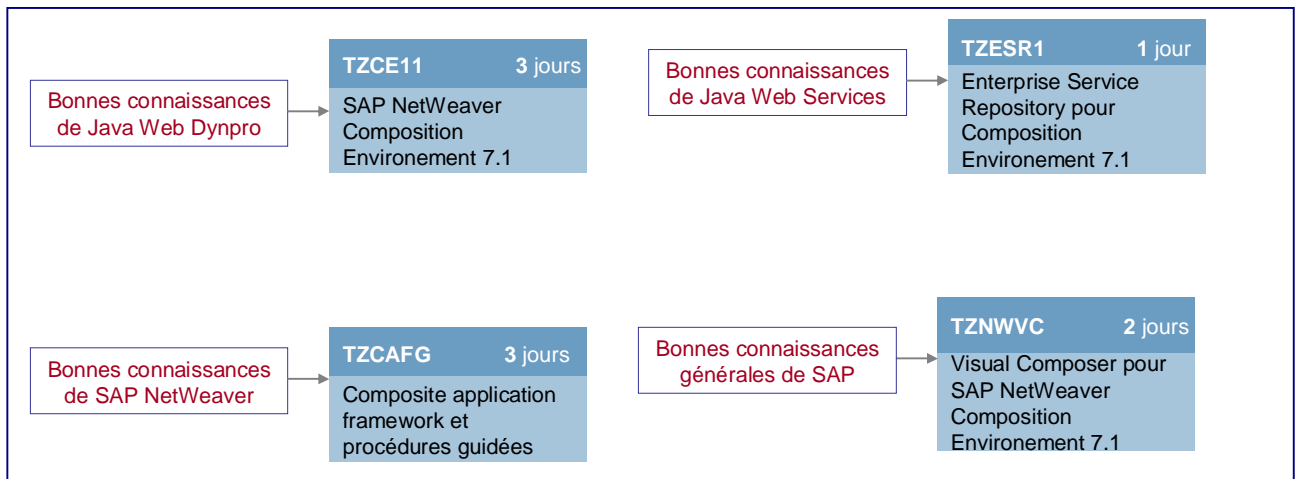 Bonnes connaissances
de Java Web Dynpro
TZCE11 3 jours
SAP NetWeaver
Composition
Environement 7.1
Bonnes connaissances
de Java Web Services
TZESR1 1 jour
Enterprise Service
Repository pour
Composition
Environement 7.1
Bonnes connaissances
de SAP NetWeaver
TZCAFG 3 jours
Composite application
framework et
procédures guidées
Bonnes connaissances
générales de SAP
TZNWVC 2 jours
Visual Composer pour
SAP NetWeaver
Composition
Environement 7.1